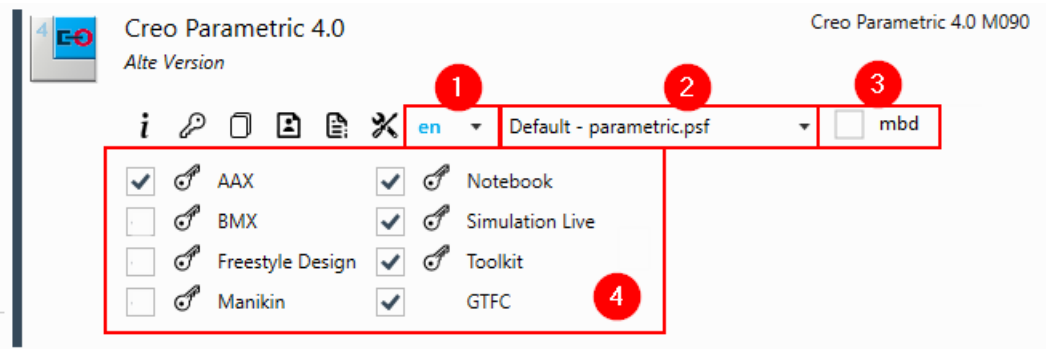 4
Creo Parametric 4.0
Creo Parametric 4.0 M090
Alte Version
1
2
3
i
en
Default - parametric.psf
mbd
AAX
Notebook
BMX
Simulation Live
Freestyle Design
Toolkit
Manikin
GTFC
4